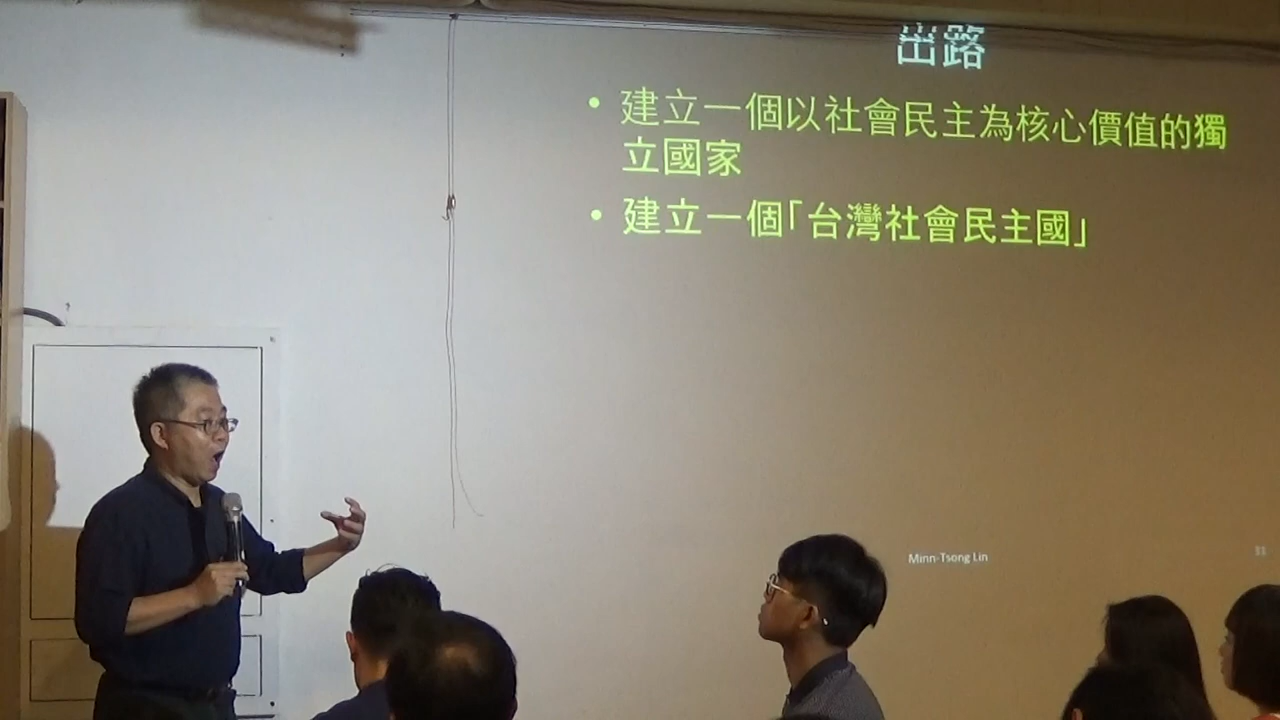 出路
• 建立一個以社會民主為核心價值的獨
立國家
• 建立一個「台灣社會民主國」
Minn-Tsong Lin
33